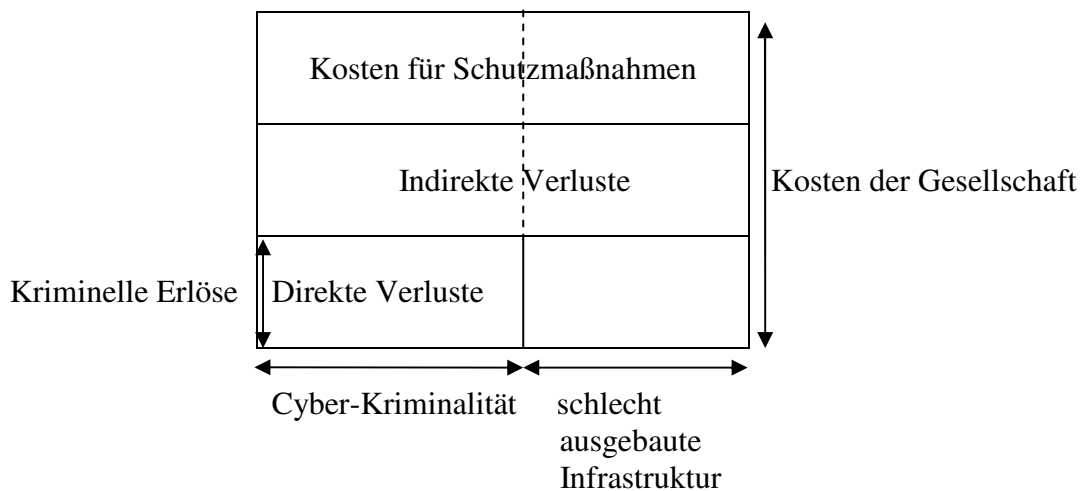 Kosten für Schutzmaßnahmen
Indirekte Verluste
Kosten der Gesellschaft
Kriminelle Erlöse
Direkte Verluste
Cyber-Kriminalität
schlecht
ausgebaute
Infrastruktur